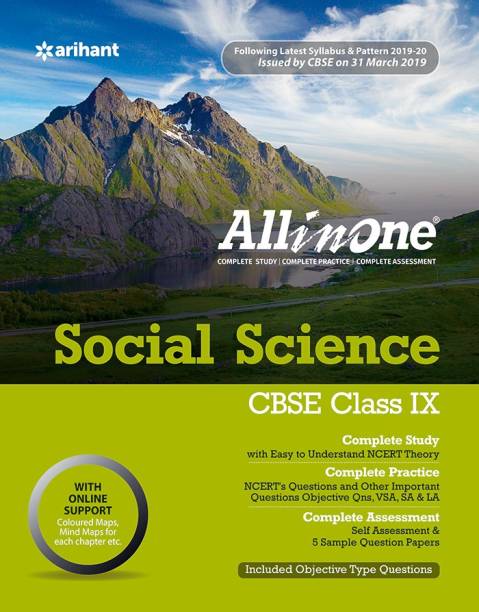 arihant
Following Latest Syllabus & Pattern 2019-20
Issued by CBSE on 31 March 2019
All in One®
COMPLETE STUDY | COMPLETE PRACTICE | COMPLETE ASSESSMENT
Social Science
CBSE Class IX
Complete Study
with Easy to Understand NCERT Theory
Complete Practice
NCERT's Questions and Other Important
Questions Objective Qns, VSA, SA & LA
Complete Assessment
Self Assessment &
5 Sample Question Papers
Included Objective Type Questions
WITH
ONLINE
SUPPORT
Coloured Maps,
Mind Maps for
each chapter etc.